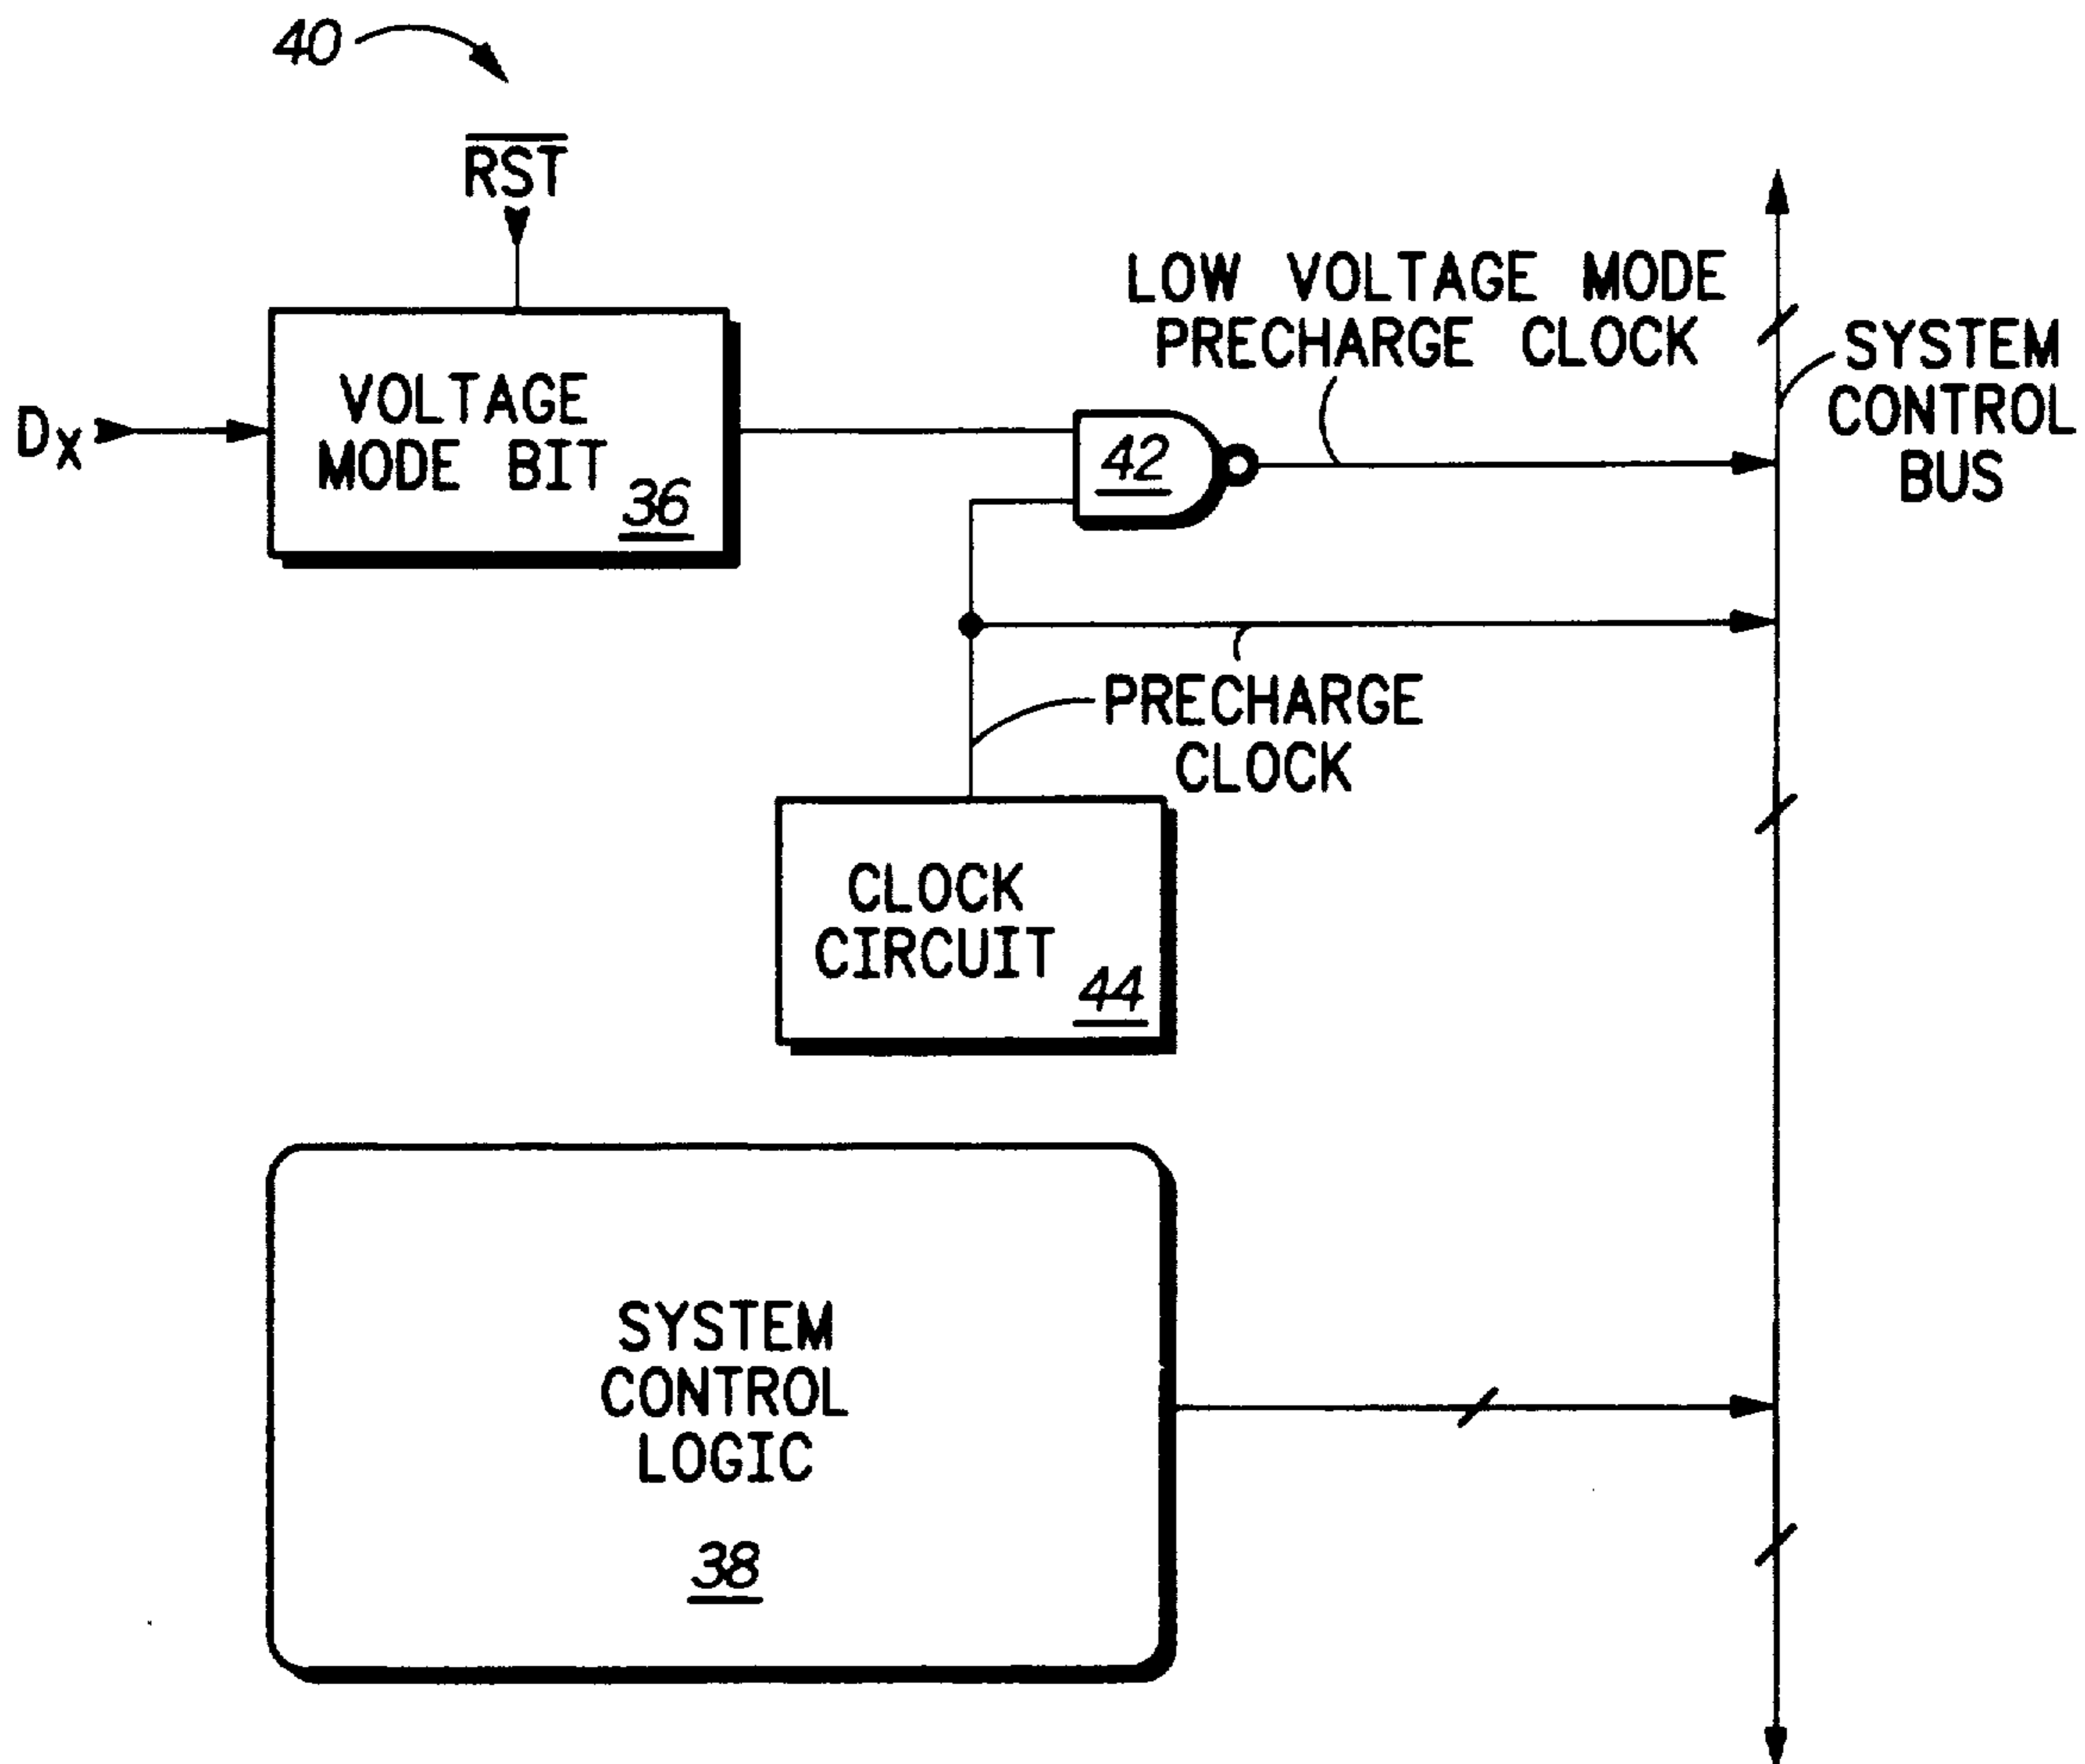 40
RST
LOW VOLTAGE MODE
PRECHARGE CLOCK
SYSTEM
CONTROL
BUS
VOLTAGE
MODE BIT
36
DX
42
PRECHARGE
CLOCK
CLOCK
CIRCUIT
44
SYSTEM
CONTROL
LOGIC
38